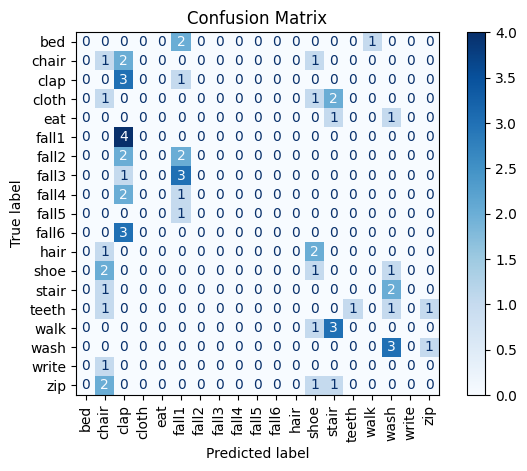 Confusion Matrix
True label
bed 0 0 0 0 0 2 0 0 0 0 0 0 0 0 0 1 0 0 0
chair 0 1 2 0 0 0 0 0 0 0 0 0 1 0 0 0 0 0 0
clap 0 0 3 0 0 1 0 0 0 0 0 0 0 0 0 0 0 0 0
cloth 0 1 0 0 0 0 0 0 0 0 0 0 1 2 0 0 0 0 0
eat 0 0 0 0 0 0 0 0 0 0 0 0 0 1 0 0 1 0 0
fall1 0 0 4 0 0 0 0 0 0 0 0 0 0 0 0 0 0 0 0
fall2 0 0 2 0 0 2 0 0 0 0 0 0 0 0 0 0 0 0 0
fall3 0 0 1 0 0 3 0 0 0 0 0 0 0 0 0 0 0 0 0
fall4 0 0 2 0 0 1 0 0 0 0 0 0 0 0 0 0 0 0 0
fall5 0 0 0 0 0 1 0 0 0 0 0 0 0 0 0 0 0 0 0
fall6 0 0 3 0 0 0 0 0 0 0 0 0 0 0 0 0 0 0 0
hair 0 1 0 0 0 0 0 0 0 0 0 0 2 0 0 0 0 0 0
shoe 0 2 0 0 0 0 0 0 0 0 0 0 1 0 0 0 1 0 0
stair 0 1 0 0 0 0 0 0 0 0 0 0 0 0 0 0 2 0 0
teeth 0 1 0 0 0 0 0 0 0 0 0 0 0 0 1 0 1 0 1
walk 0 0 0 0 0 0 0 0 0 0 0 0 1 3 0 0 0 0 0
wash 0 0 0 0 0 0 0 0 0 0 0 0 0 0 0 0 3 0 1
write 0 1 0 0 0 0 0 0 0 0 0 0 0 0 0 0 0 0 0
zip 0 2 0 0 0 0 0 0 0 0 0 0 1 1 0 0 0 0 0
bed chair clap cloth eat fall1 fall2 fall3 fall4 fall5 fall6 hair shoe stair teeth walk wash write zip
Predicted label
4.0
3.5
3.0
2.5
2.0
1.5
1.0
0.5
0.0